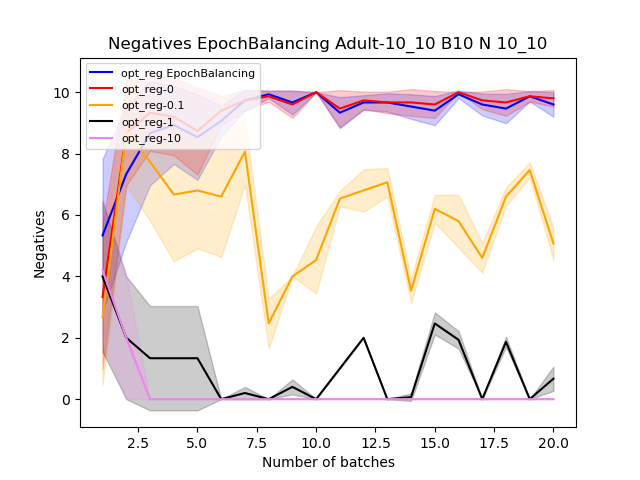 Negatives EpochBalancing Adult-10_10 B10 N 10_10
opt_reg EpochBalancing
opt_reg-0
opt_reg-0.1
opt_reg-1
opt_reg-10
Negatives
10
8
6
4
2
0
2.5 5.0 7.5 10.0 12.5 15.0 17.5 20.0
Number of batches